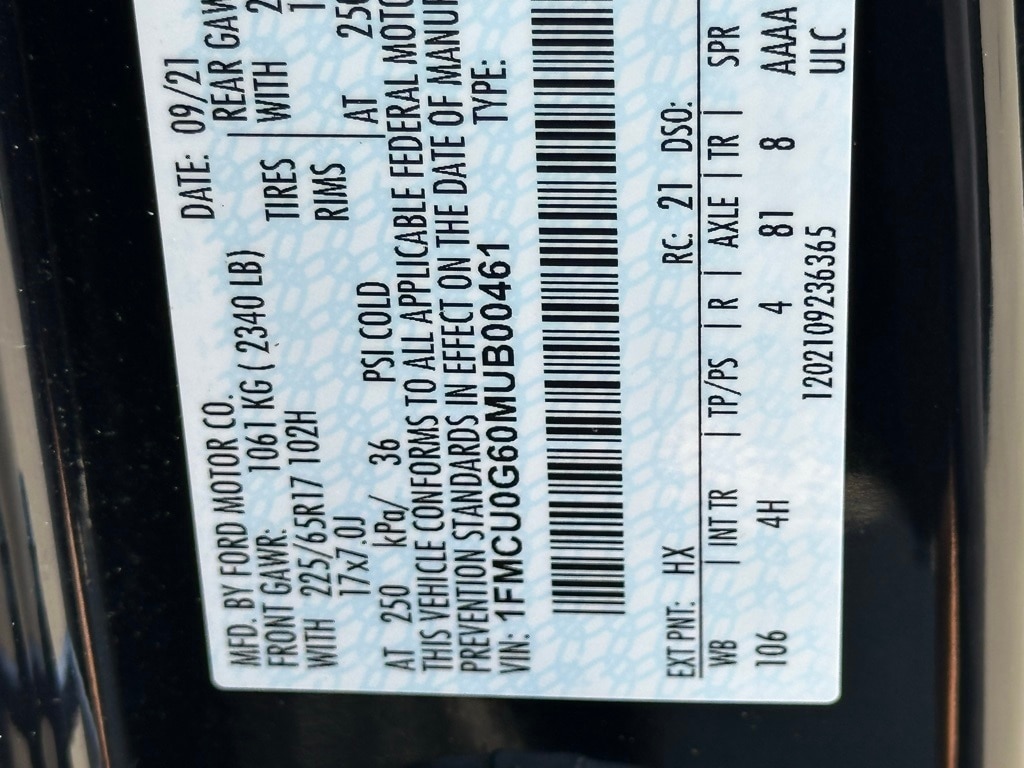 MFD. BY FORD MOTOR CO. DATE: 09/21
FRONT GAWR: 1061 KG ( 2340 LB) REAR GAW
WITH 225/65R17 102H TIRES WITH 2
17x7.0J RIMS
AT 250 kPa/ 36 PSI COLD AT 250
THIS VEHICLE CONFORMS TO ALL APPLICABLE FEDERAL MOTO
PREVENTION STANDARDS IN EFFECT ON THE DATE OF MANUF
VIN: 1FMCU0G60MUB00461 TYPE:
EXT PNT: HX RC: 21 DSO:
WB | INT TR | TP/PS | R | AXLE | TR | SPR
106 4H 4 81 8 AAAA
1202109236365 ULC